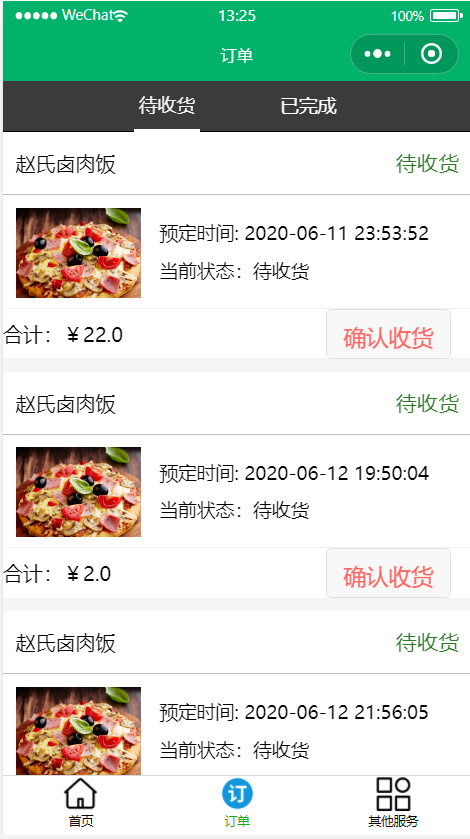 ●●●●● WeChat 13:25 100%
订单
待收货 已完成
赵氏卤肉饭 待收货
预定时间: 2020-06-11 23:53:52
当前状态：待收货
合计：￥22.0 确认收货
赵氏卤肉饭 待收货
预定时间: 2020-06-12 19:50:04
当前状态：待收货
合计：￥2.0 确认收货
赵氏卤肉饭 待收货
预定时间: 2020-06-12 21:56:05
当前状态：待收货
订
首页 订单 其他服务